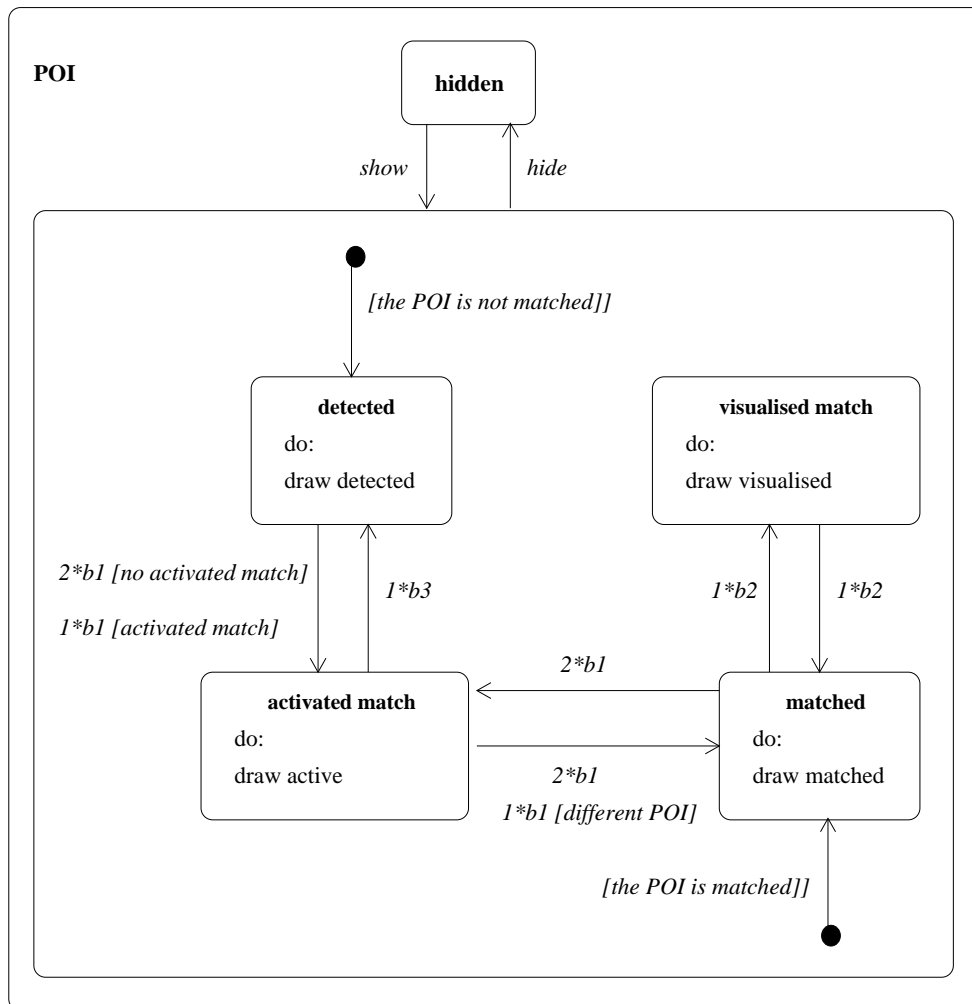 POI
hidden
show
hide
[the POI is not matched]]
detected
do:
draw detected
visualised match
do:
draw visualised
2*b1 [no activated match]
1*b1 [activated match]
1*b3
1*b2
1*b2
activated match
do:
draw active
2*b1
2*b1
1*b1 [different POI]
matched
do:
draw matched
[the POI is matched]]